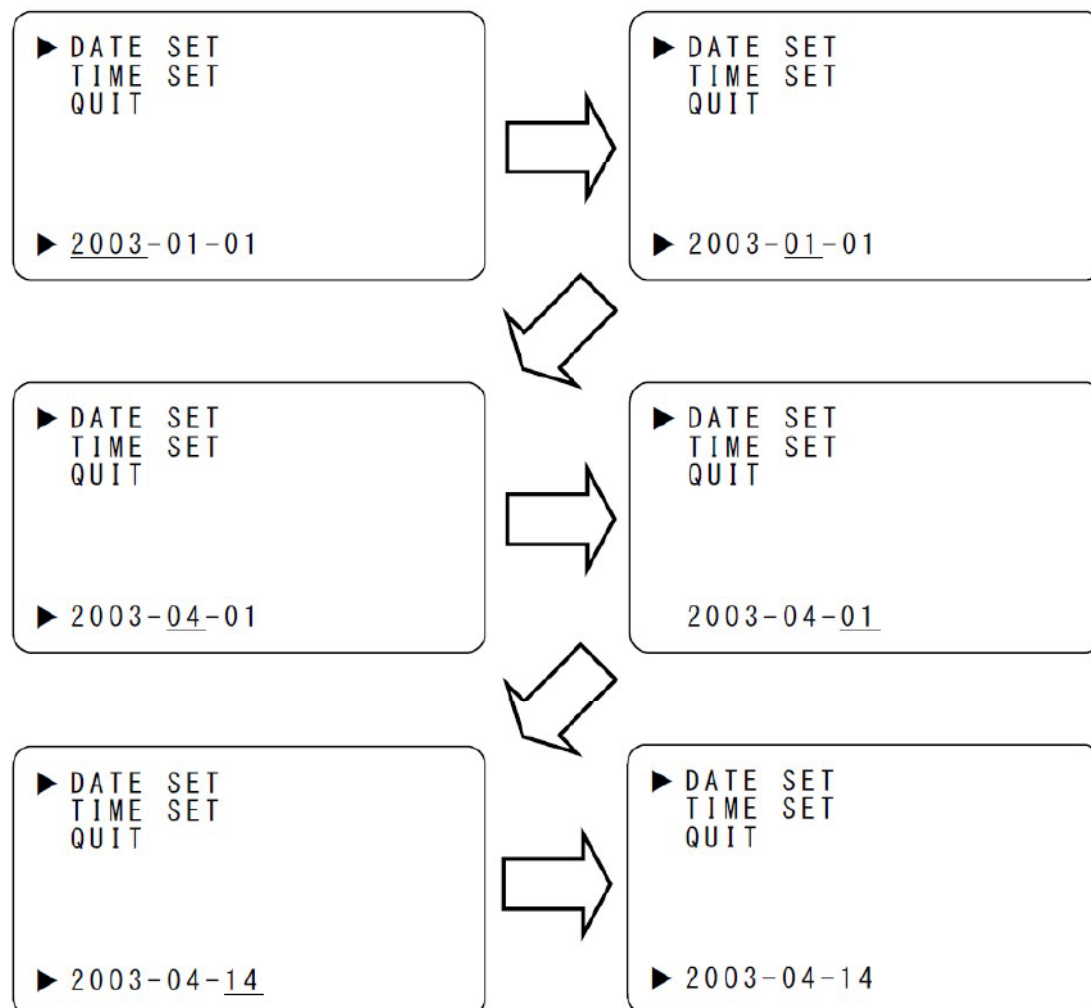 ▶ DATE SET
TIME SET
QUIT
▶ 2003-01-01
▶ DATE SET
TIME SET
QUIT
▶ 2003-01-01
▶ DATE SET
TIME SET
QUIT
▶ 2003-04-01
▶ DATE SET
TIME SET
QUIT
2003-04-01
▶ DATE SET
TIME SET
QUIT
▶ 2003-04-14
▶ DATE SET
TIME SET
QUIT
▶ 2003-04-14